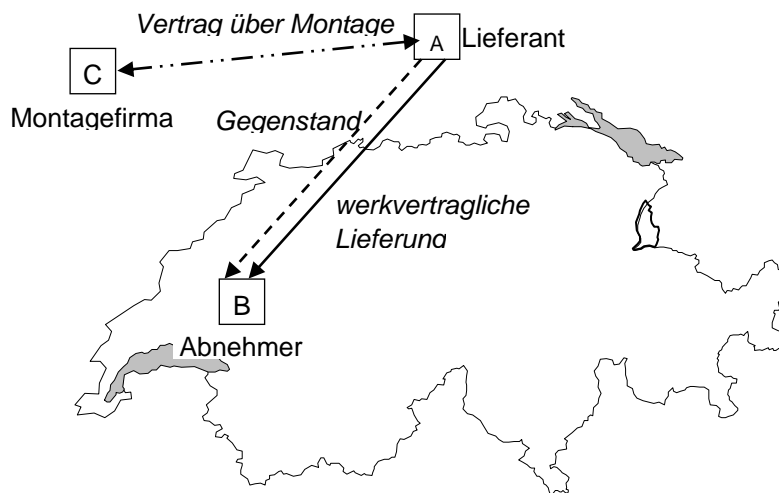 Vertrag über Montage
A
Lieferant
C
Montagefirma
Gegenstand
werkvertragliche
Lieferung
B
Abnehmer